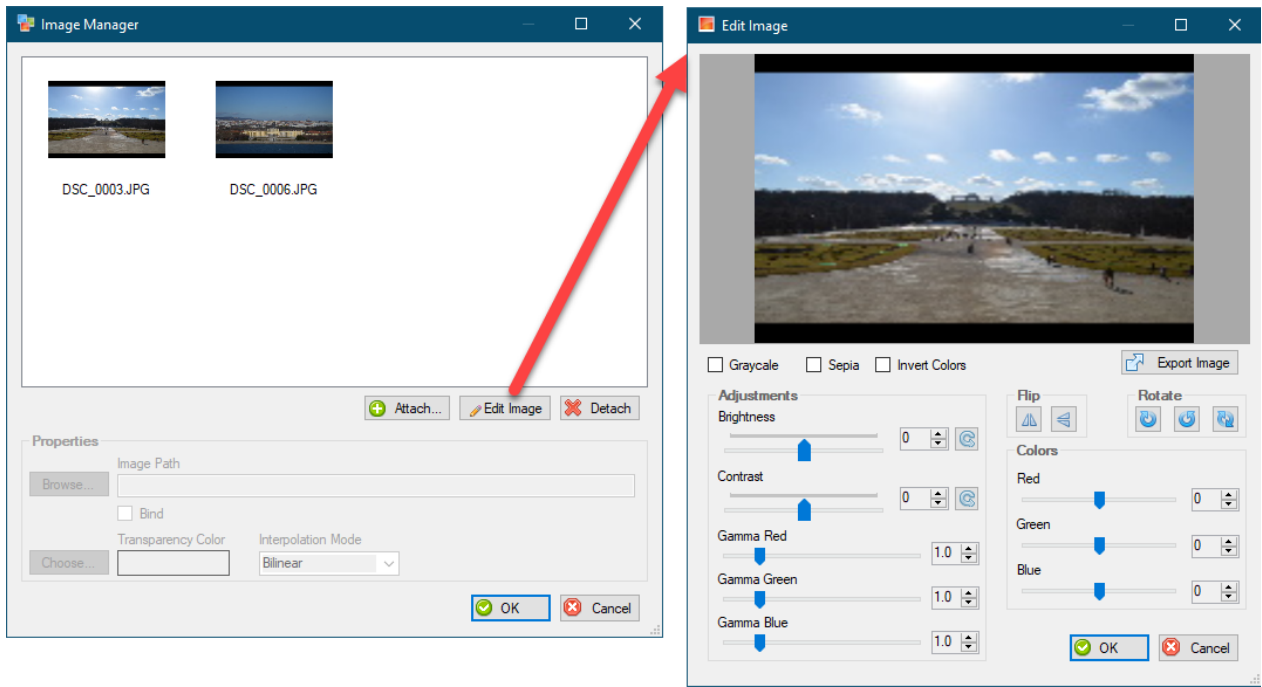 Image Manager
DSC_0003.JPG
DSC_0006.JPG
Attach...
Edit Image
Detach
Properties
Image Path
Browse...
Bind
Transparency Color
Interpolation Mode
Choose...
Bilinear
OK
Cancel
Edit Image
Graycale
Sepia
Invert Colors
Export Image
Adjustments
Brightness
0
Contrast
0
Gamma Red
1.0
Gamma Green
1.0
Gamma Blue
1.0
Flip
Rotate
Colors
Red
0
Green
0
Blue
0
OK
Cancel